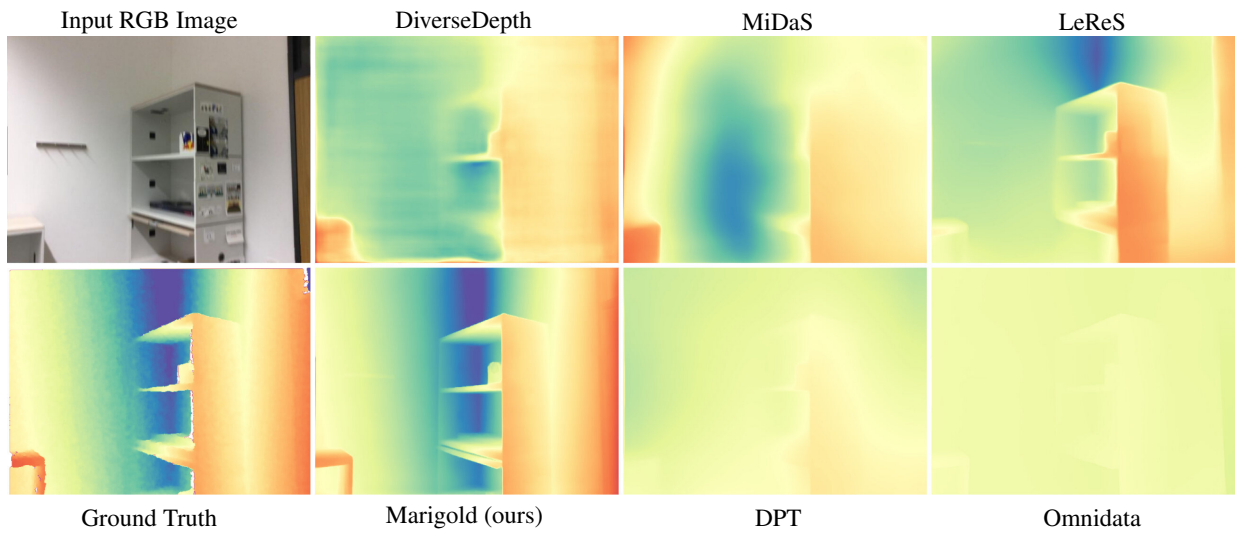 Input RGB Image
DiverseDepth
MiDaS
LeReS
Ground Truth
Marigold (ours)
DPT
Omnidata